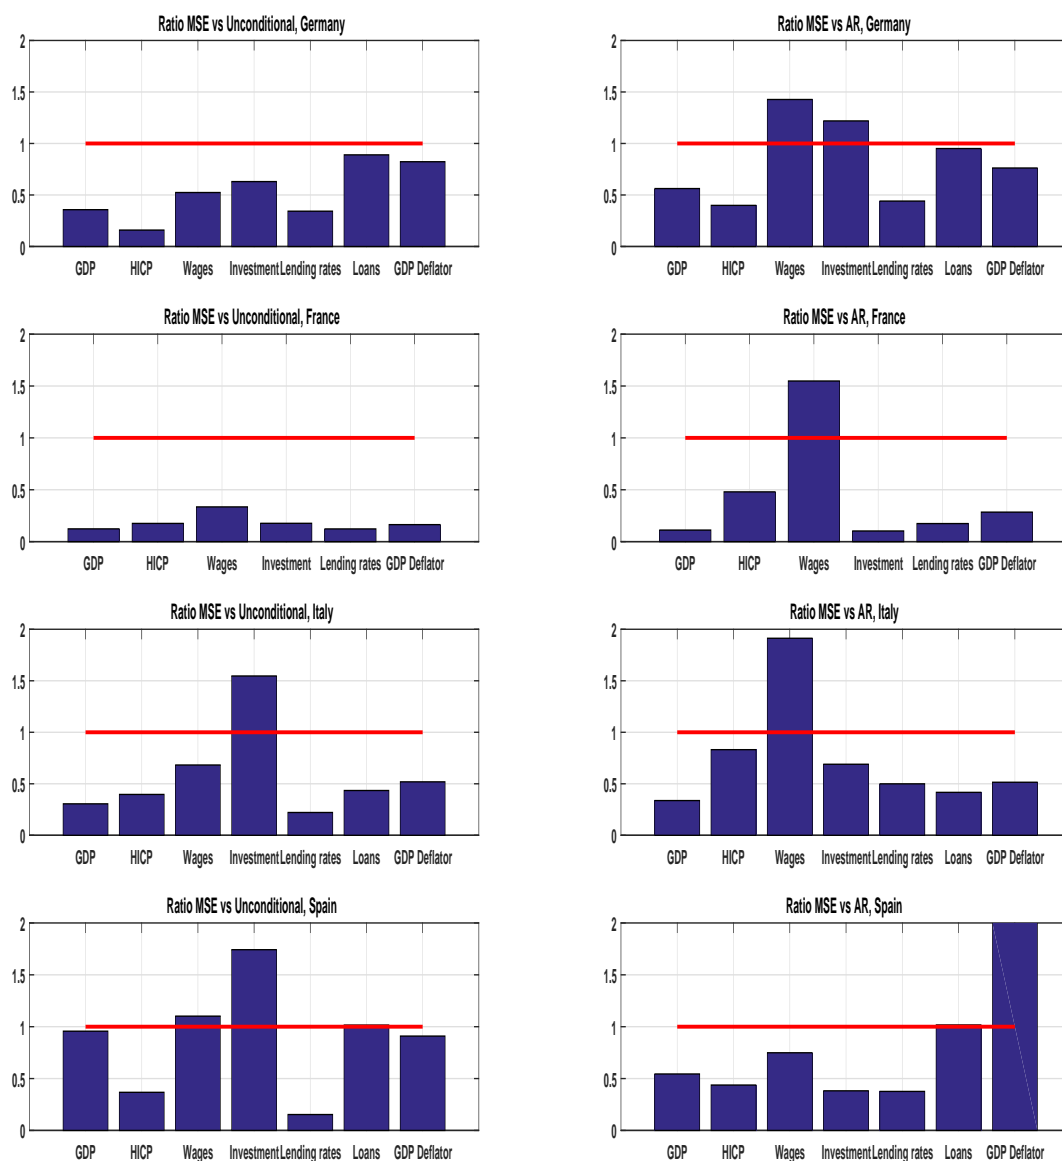 Ratio MSE vs Unconditional, Germany
2
1.5
1
0.5
0
GDP HICP Wages Investment Lending rates Loans GDP Deflator
Ratio MSE vs AR, Germany
2
1.5
1
0.5
0
GDP HICP Wages Investment Lending rates Loans GDP Deflator
Ratio MSE vs Unconditional, France
2
1.5
1
0.5
0
GDP HICP Wages Investment Lending rates GDP Deflator
Ratio MSE vs AR, France
2
1.5
1
0.5
0
GDP HICP Wages Investment Lending rates GDP Deflator
Ratio MSE vs Unconditional, Italy
2
1.5
1
0.5
0
GDP HICP Wages Investment Lending rates Loans GDP Deflator
Ratio MSE vs AR, Italy
2
1.5
1
0.5
0
GDP HICP Wages Investment Lending rates Loans GDP Deflator
Ratio MSE vs Unconditional, Spain
2
1.5
1
0.5
0
GDP HICP Wages Investment Lending rates Loans GDP Deflator
Ratio MSE vs AR, Spain
2
1.5
1
0.5
0
GDP HICP Wages Investment Lending rates Loans GDP Deflator